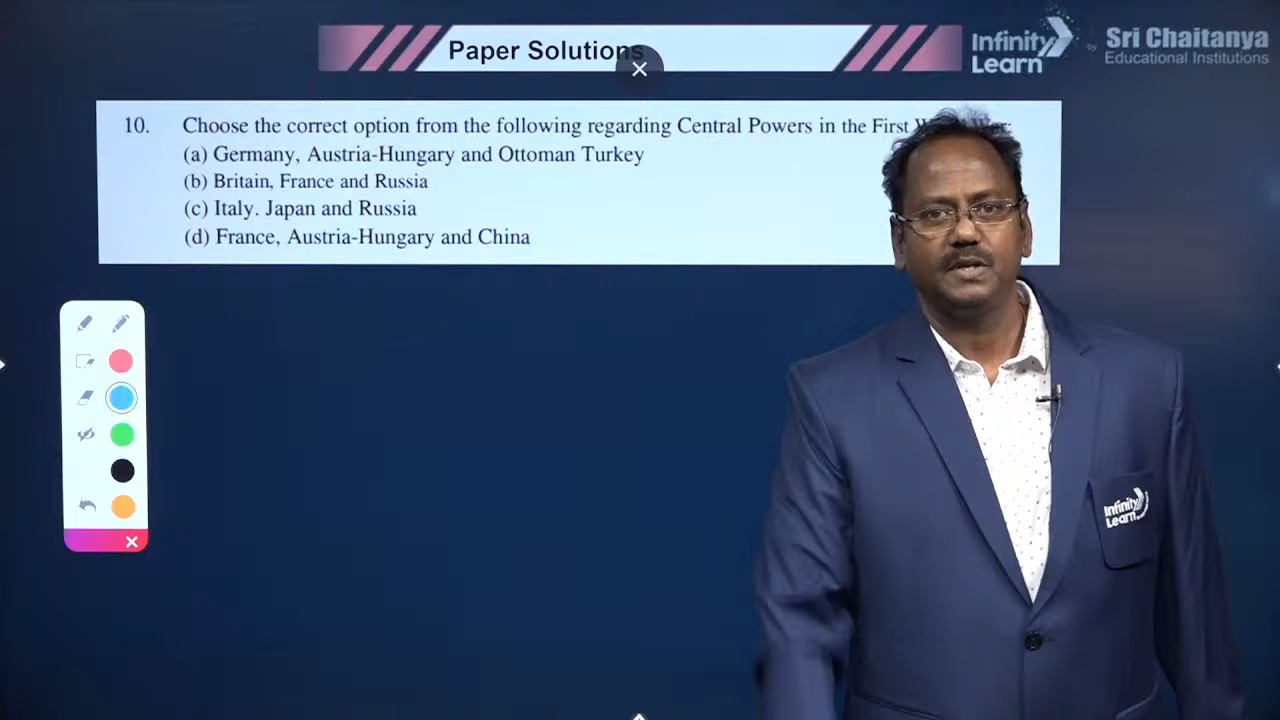 Paper Solutions
Infinity Learn
by Sri Chaitanya
Educational Institutions
10. Choose the correct option from the following regarding Central Powers in the First
(a) Germany, Austria-Hungary and Ottoman Turkey
(b) Britain, France and Russia
(c) Italy. Japan and Russia
(d) France, Austria-Hungary and China
Infinity
Learn